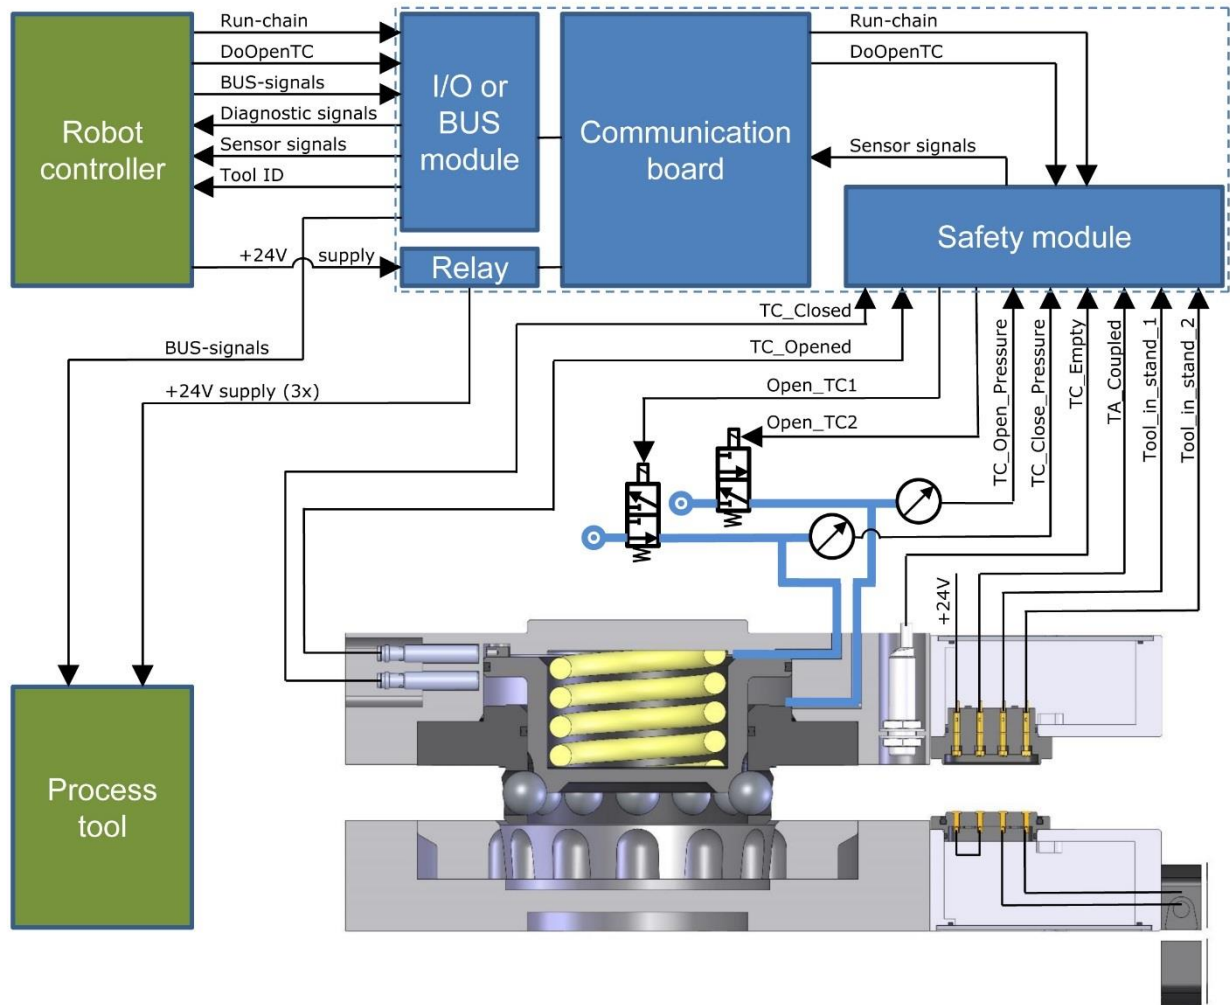 Run-chain
DoOpenTC
BUS-signals
Diagnostic signals
Sensor signals
Tool ID
+24V supply
Robot
controller
I/O or
BUS
module
Relay
Communication
board
Run-chain
DoOpenTC
Sensor signals
Safety module
TC_Closed
TC_Opened
Open_TC1
Open_TC2
TC_Open_Pressure
TC_Close_Pressure
TC_Empty
TA_Coupled
Tool_in_stand_1
Tool_in_stand_2
BUS-signals
+24V supply (3x)
+24V
Process
tool